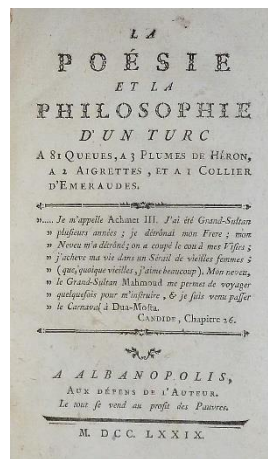 LA
POÉSIE
ET LA
PHILOSOPHIE
D'UN TURC
A 81 QUEUES, A 3 PLUMES DE HÉRON,
A 2 AIGRETTES, ET A 1 COLLIER
D'EMERAUDES.
„..... Je m'appelle Achmet III. J'ai été Grand-Sultan
„ plusieurs années ; je détrônai mon Frere ; mon
„ Neveu m'a détrôné ; on a coupé le cou à mes Visirs ;
„ j'acheve ma vie dans un Sérail de vieilles femmes ;
„ (que, quoique vieilles, j'aime beaucoup). Mon neveu,
„ le Grand-Sultan Mahmoud me permet de voyager
„ quelquefois pour m'instruire, & je suis venu passer
„ le Carnaval à Dua-Mosta.
CANDIDE, Chapitre 26.
A ALBANOPOLIS,
AUX DÉPENS DE L'AUTEUR.
Le tout se vend au profit des Pauvres.
M. DCC. LXXIX.